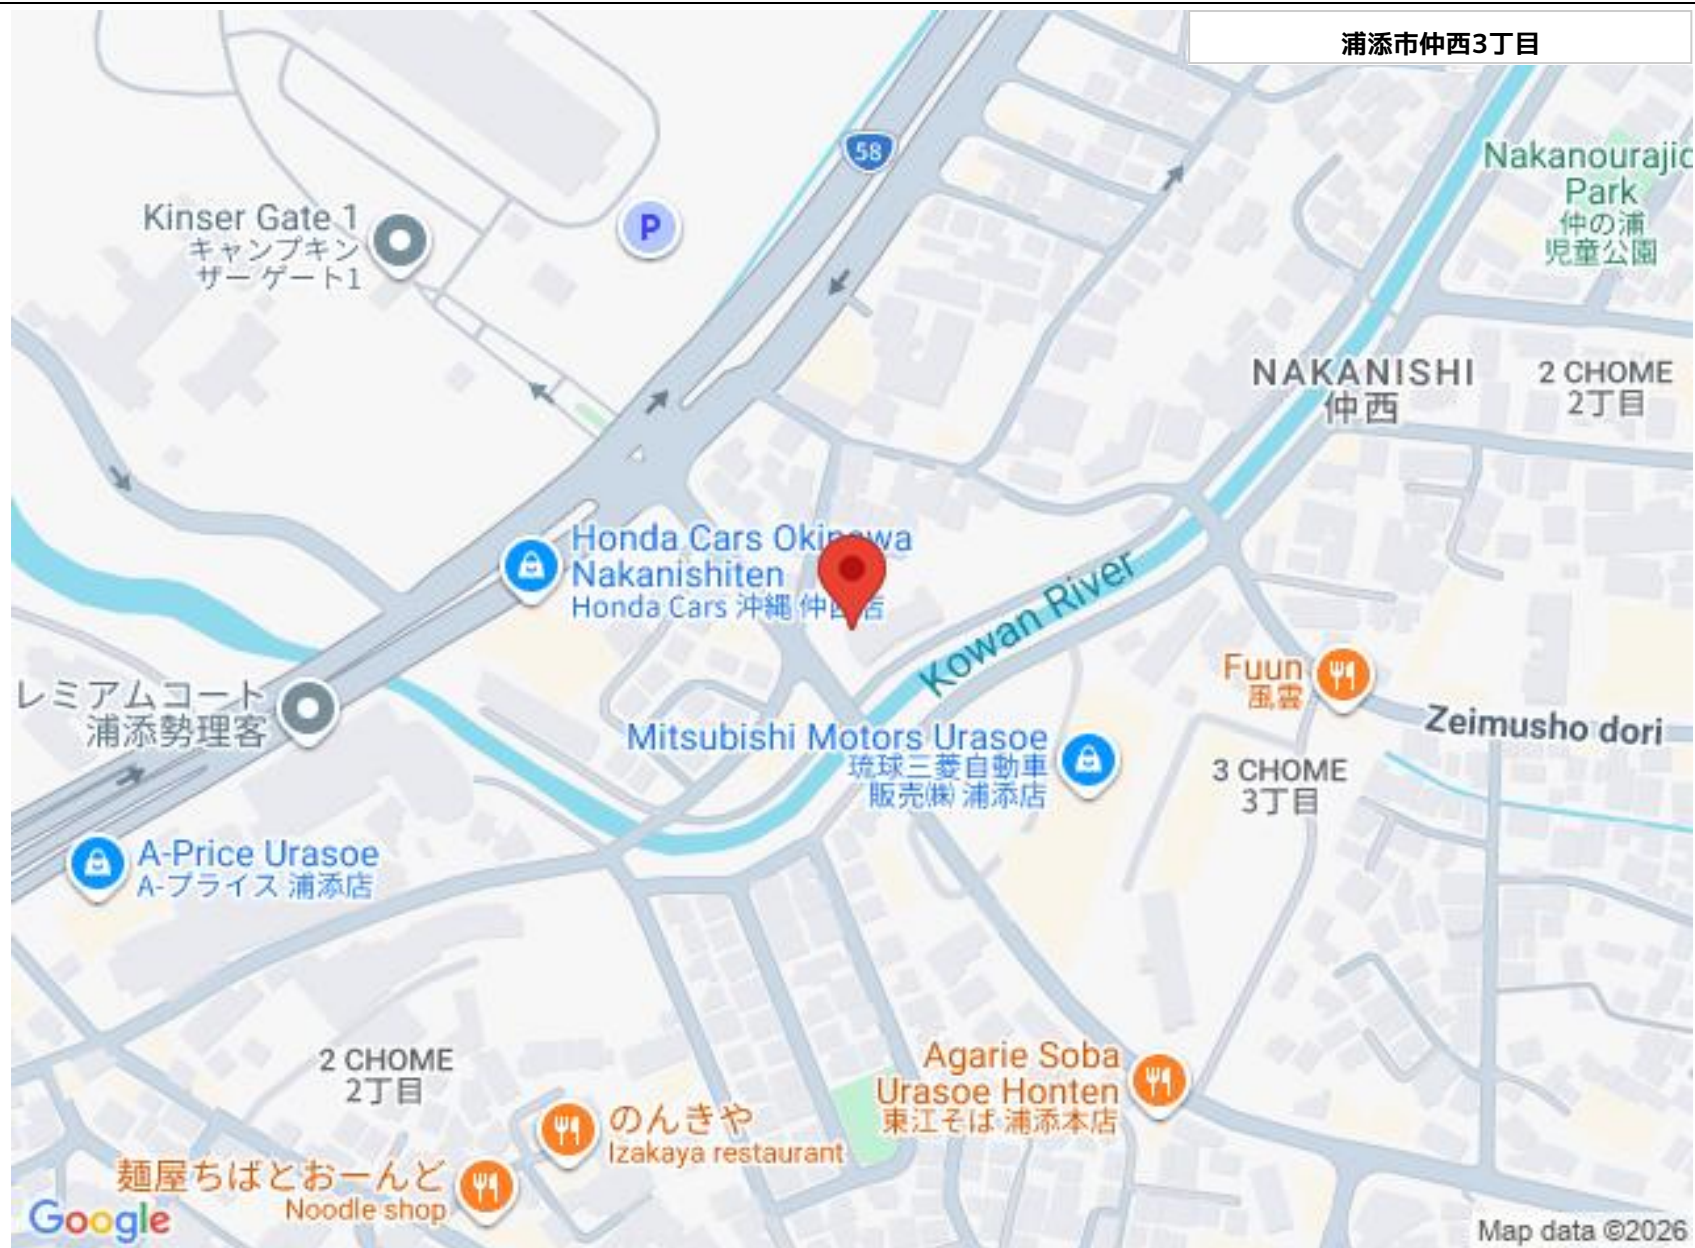 浦添市仲西3丁目
58
Nakanourajic
Park
仲の浦
児童公園
Kinser Gate 1
キャンプキン
ザー ゲート1
P
NAKANISHI
仲西
2 CHOME
2丁目
Honda Cars Okinawa
Nakanishiten
Honda Cars 沖縄 仲西店
Kowan River
Fuun
風雲
レミアムコート
浦添勢理客
Zeimusho dori
Mitsubishi Motors Urasoe
琉球三菱自動車
販売㈱ 浦添店
3 CHOME
3丁目
A-Price Urasoe
A-プライス 浦添店
2 CHOME
2丁目
Agarie Soba
Urasoe Honten
東江そば 浦添本店
のんきや
Izakaya restaurant
麺屋ちばとおーんど
Noodle shop
Google
Map data ©2026